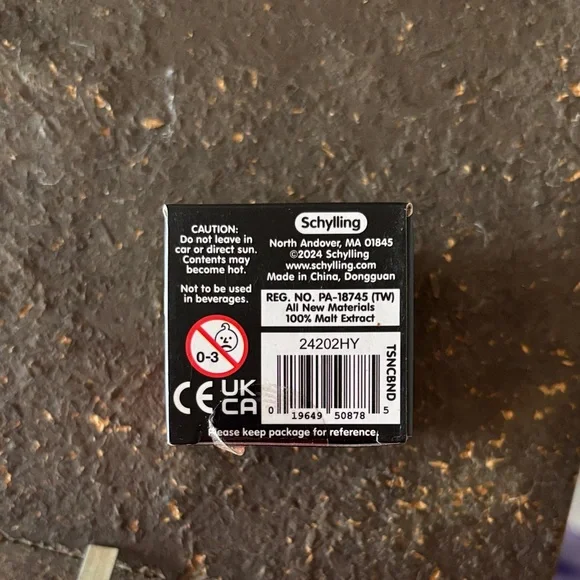 CAUTION:
Do not leave in
car or direct sun.
Contents may
become hot.
Not to be used
in beverages.
0-3
CE UK
CA
Schylling
North Andover, MA 01845
©2024 Schylling
www.schylling.com
Made in China, Dongguan
REG. NO. PA-18745 (TW)
All New Materials
100% Malt Extract
24202HY
0 19649 50878 5
TSNCBND
Please keep package for reference.